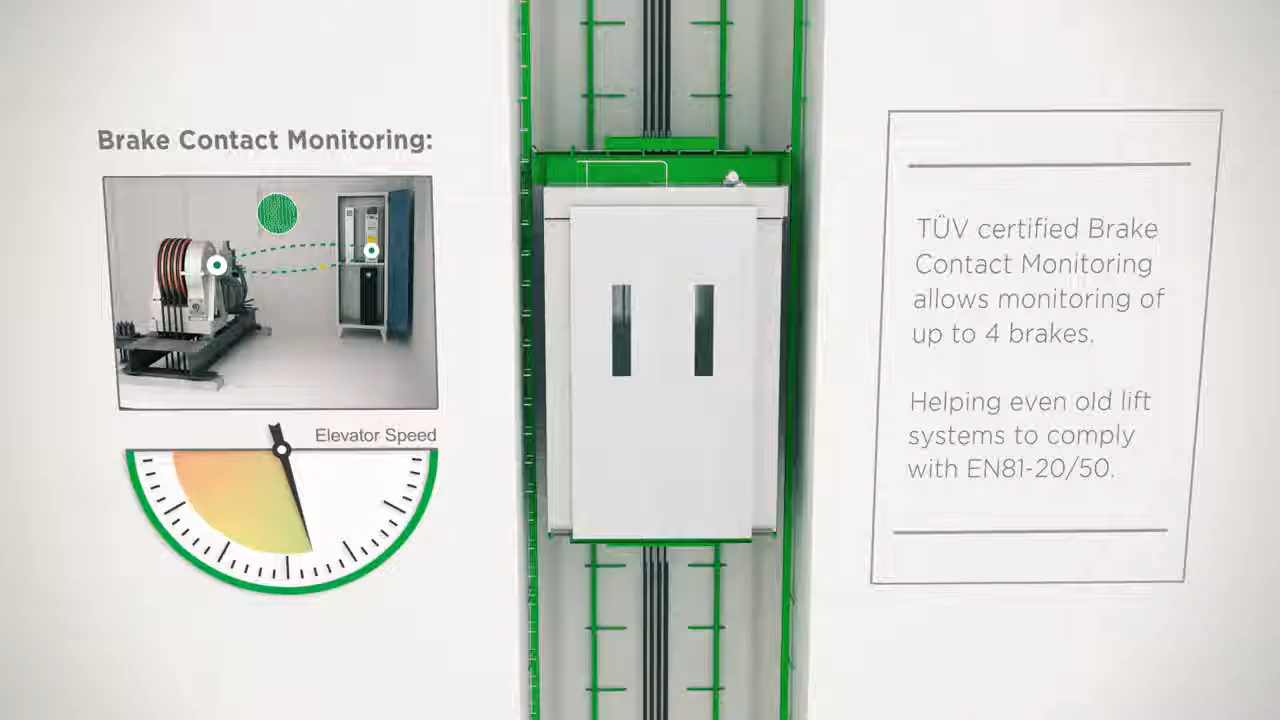 Brake Contact Monitoring:
Elevator Speed
TÜV certified Brake
Contact Monitoring
allows monitoring of
up to 4 brakes.
Helping even old lift
systems to comply
with EN81-20/50.